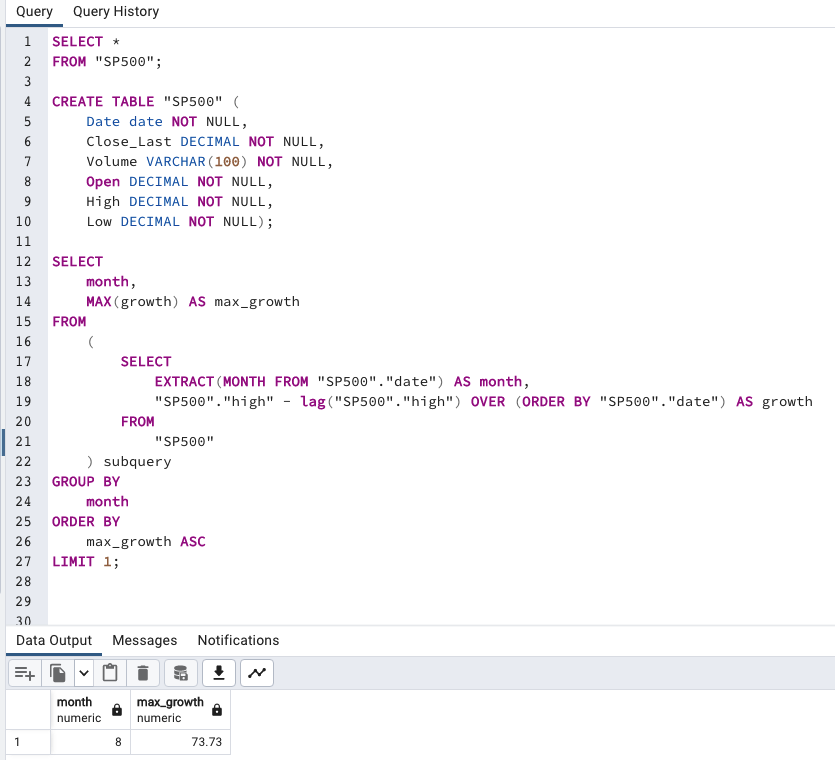 Query Query History
1 SELECT *
2 FROM "SP500";
3
4 CREATE TABLE "SP500" (
5 Date date NOT NULL,
6 Close_Last DECIMAL NOT NULL,
7 Volume VARCHAR(100) NOT NULL,
8 Open DECIMAL NOT NULL,
9 High DECIMAL NOT NULL,
10 Low DECIMAL NOT NULL);
11
12 SELECT
13 month,
14 MAX(growth) AS max_growth
15 FROM
16 (
17 SELECT
18 EXTRACT(MONTH FROM "SP500"."date") AS month,
19 "SP500"."high" - lag("SP500"."high") OVER (ORDER BY "SP500"."date") AS growth
20 FROM
21 "SP500"
22 ) subquery
23 GROUP BY
24 month
25 ORDER BY
26 max_growth ASC
27 LIMIT 1;
28
29
30
Data Output Messages Notifications
month max_growth
numeric numeric
1 8 73.73